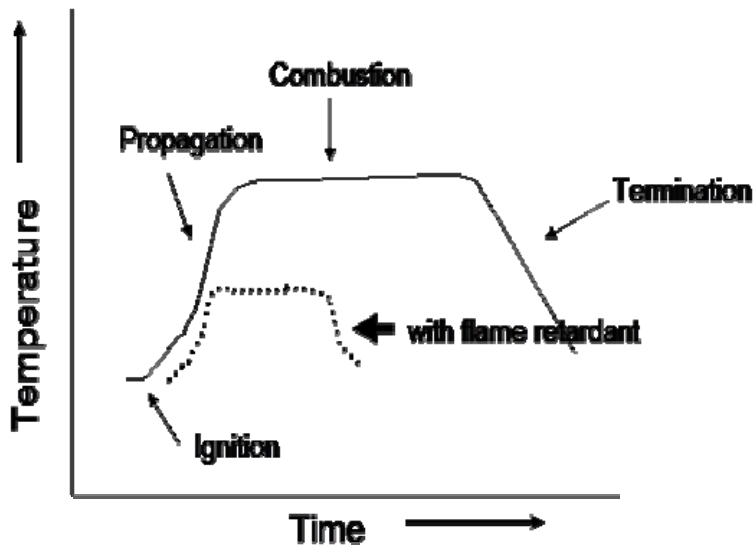 Combustion
Propagation
Termination
with flame retardant
Ignition
Temperature
Time